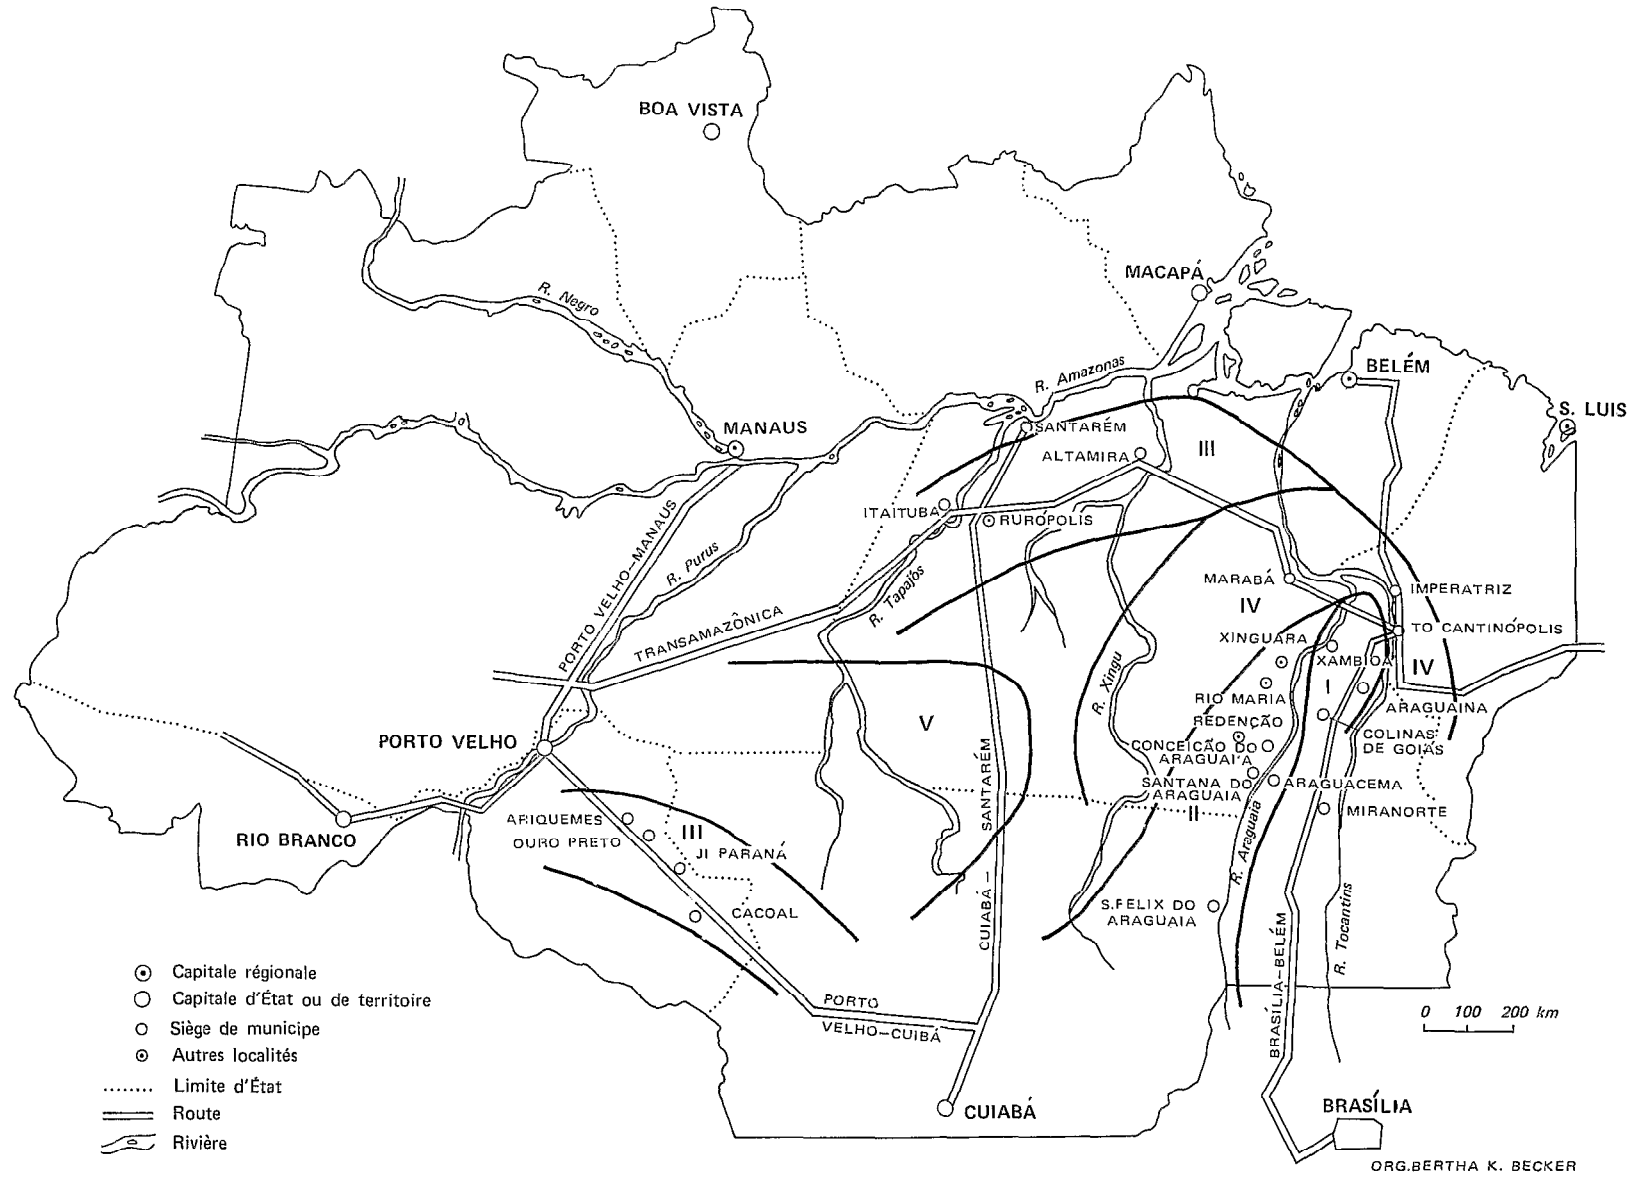 BOA VISTA
R. Negro
MACAPÁ
R. Amazonas
BELÉM
S. LUIS
MANAUS
SANTARÉM
ALTAMIRA
III
ITAITUBA
RURÓPOLIS
PORTO VELHO–MANAUS
R. Purus
TRANSAMAZÔNICA
R. Tapajós
MARABÁ
IMPERATRIZ
IV
TO CANTINÓPOLIS
XINGUARA
XAMBIOA
IV
R. Xingu
I
RIO MARIA
ARAGUAINA
REDENÇÃO
COLINAS
DE GOIÁS
V
PORTO VELHO
CONCEIÇÃO DO
ARAGUAIA
SANTANA DO
ARAGUAIA
ARAGUACEMA
MIRANORTE
II
CUIABÁ – SANTARÉM
R. Araguaia
RIO BRANCO
ARIQUEMES
OURO PRETO
III
JI PARANÁ
CACOAL
S.FELIX DO
ARAGUAIA
R. Tocantins
BRASÍLIA–BELÉM
PORTO
VELHO–CUIBÁ
CUIABÁ
BRASÍLIA
Capitale régionale
Capitale d'État ou de territoire
Siège de municipe
Autres localités
Limite d'État
Route
Rivière
0 100 200 km
ORG.BERTHA K. BECKER